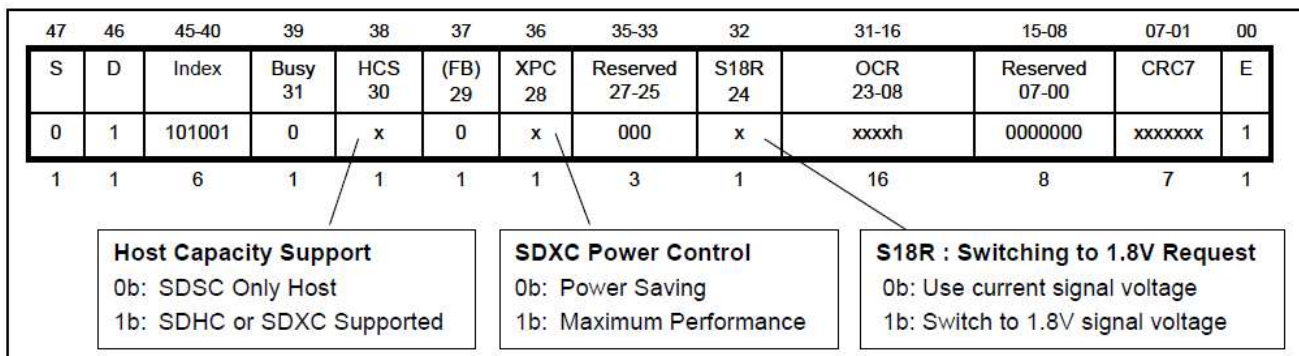 47 46 45-40 39 38 37 36 35-33 32 31-16 15-08 07-01 00
S D Index Busy HCS (FB) XPC Reserved S18R OCR Reserved CRC7 E
31 30 29 28 27-25 24 23-08 07-00
0 1 101001 0 x 0 x 000 x xxxxh 0000000 xxxxxxx 1
1 1 6 1 1 1 1 3 1 16 8 7 1
Host Capacity Support
0b: SDSC Only Host
1b: SDHC or SDXC Supported
SDXC Power Control
0b: Power Saving
1b: Maximum Performance
S18R : Switching to 1.8V Request
0b: Use current signal voltage
1b: Switch to 1.8V signal voltage